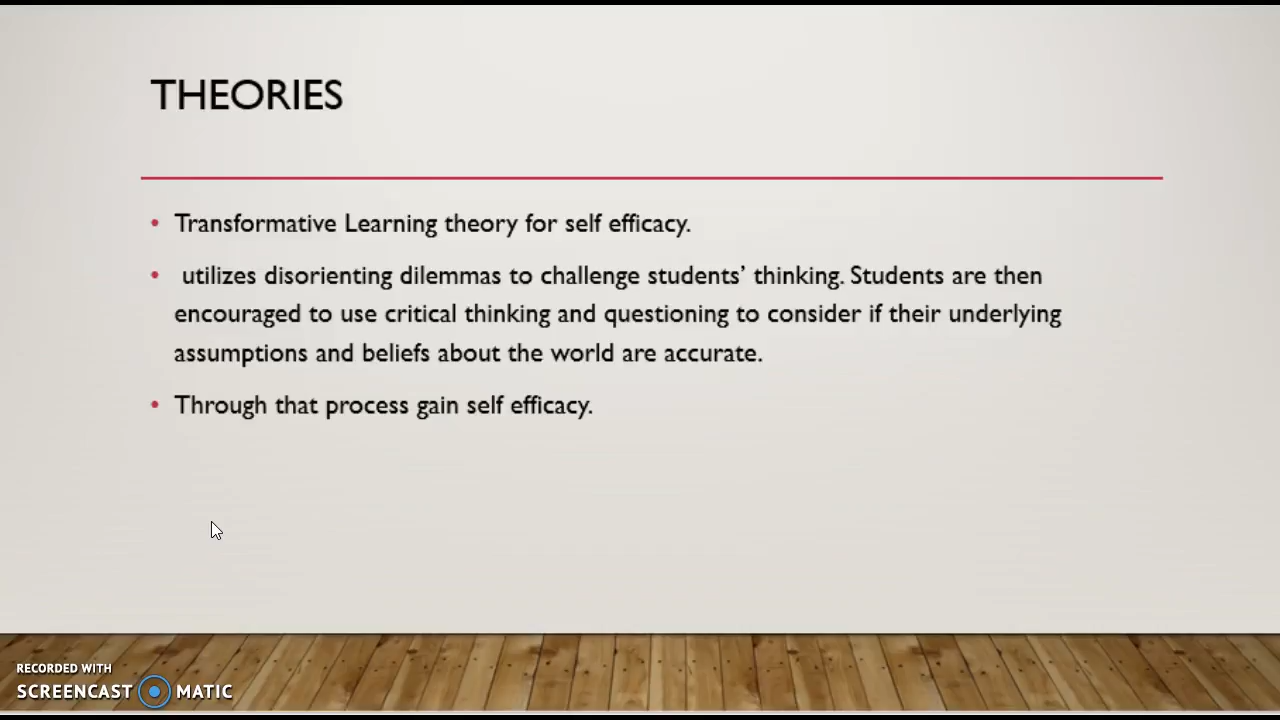 THEORIES
• Transformative Learning theory for self efficacy.
• utilizes disorienting dilemmas to challenge students’ thinking. Students are then
encouraged to use critical thinking and questioning to consider if their underlying
assumptions and beliefs about the world are accurate.
• Through that process gain self efficacy.
RECORDED WITH
SCREENCAST MATIC